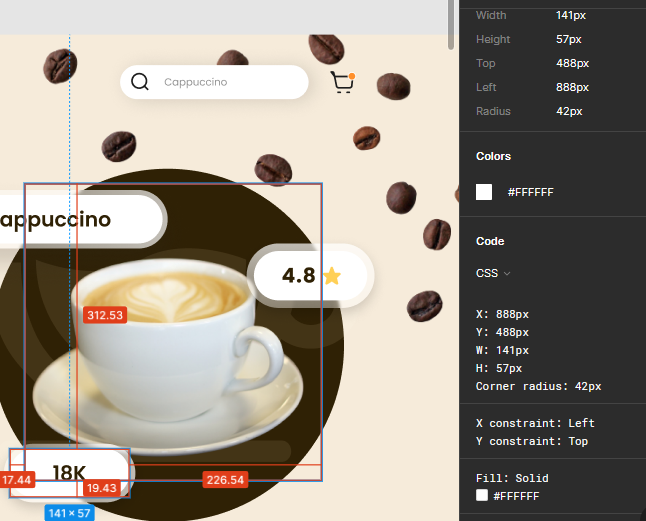 Width 141px
Height 57px
Top 488px
Left 888px
Radius 42px
Colors
#FFFFFF
Code
CSS
X: 888px
Y: 488px
W: 141px
H: 57px
Corner radius: 42px
X constraint: Left
Y constraint: Top
Fill: Solid
#FFFFFF
Cappuccino
appuccino
4.8
312.53
18K
17.44
19.43
226.54
141 × 57